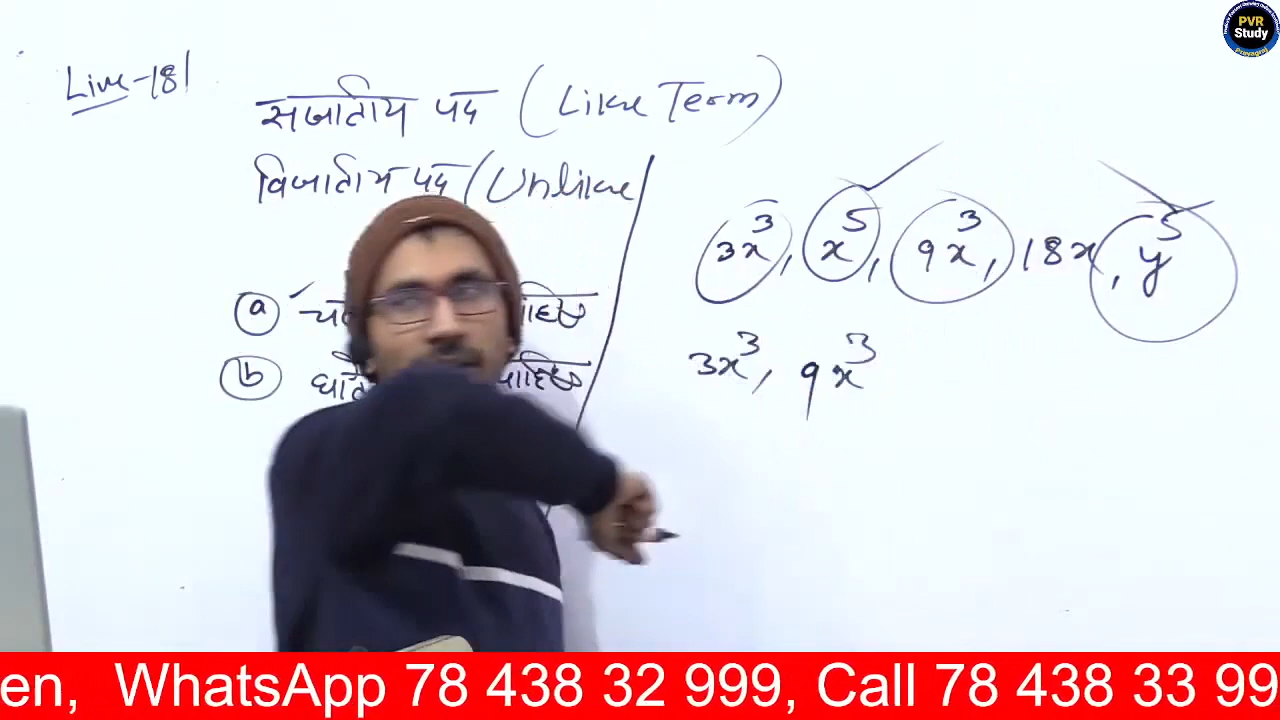 PVR
Study
Prayagraj
Live-181
सजातीय पद (Like Term)
विजातीय पद (Unlike
3x³, x⁵, 9x³, 18x, y⁵
(a)
(b)
3x³, 9x³
en, WhatsApp 78 438 32 999, Call 78 438 33 99